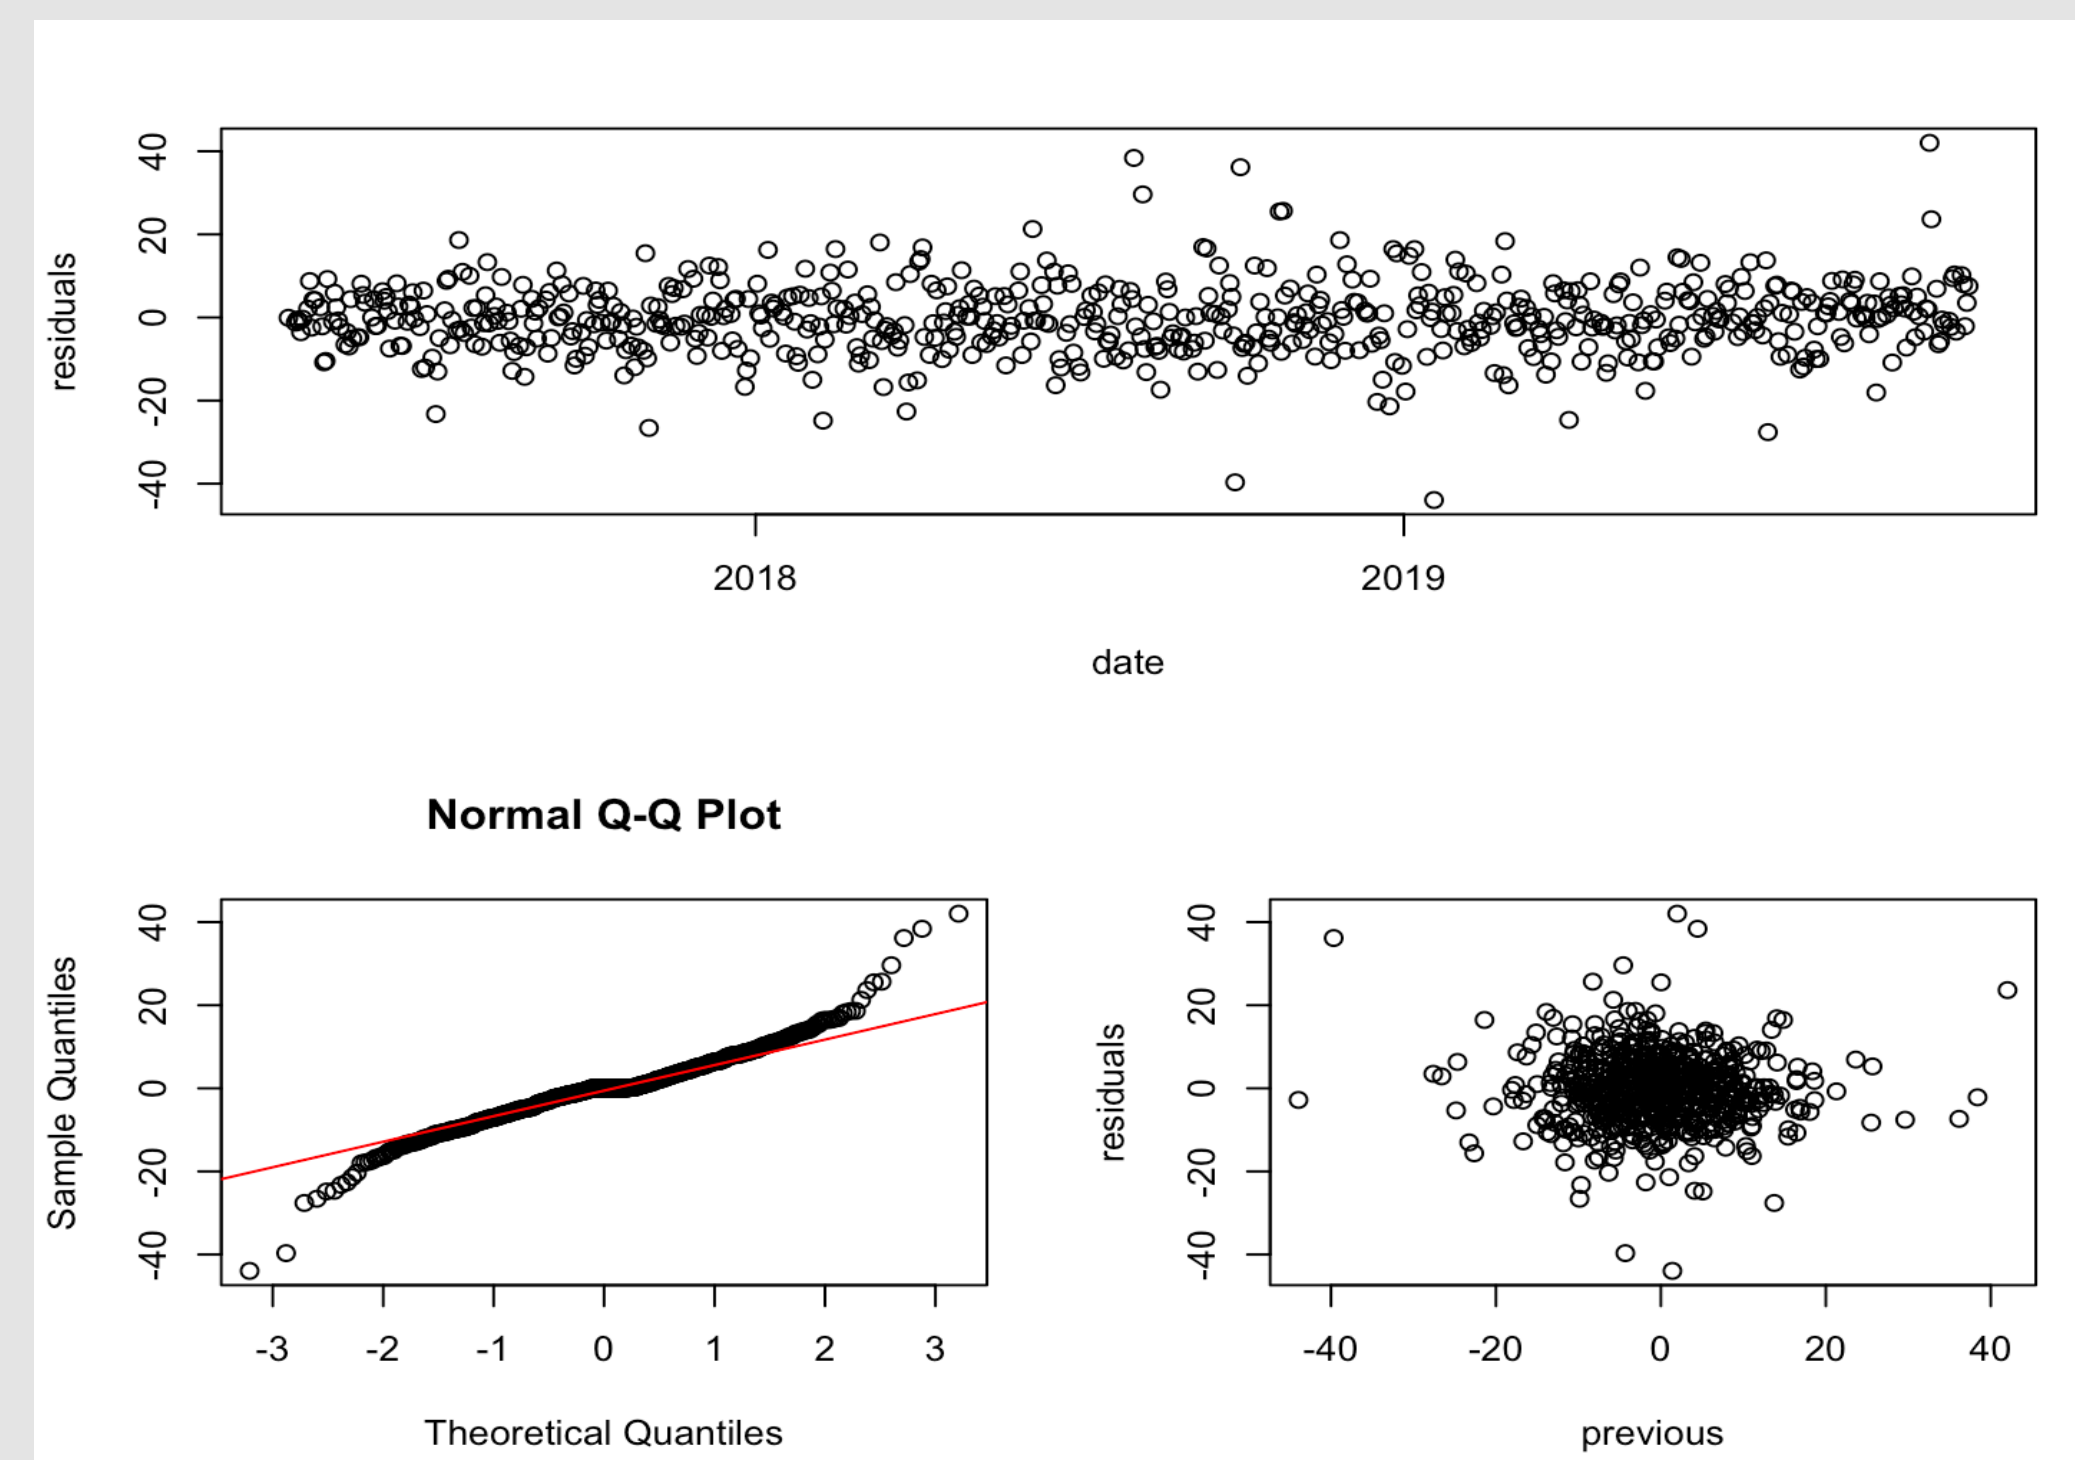 residuals
40
20
0
-20
-40
2018
2019
date
Normal Q-Q Plot
Sample Quantiles
40
20
0
-20
-40
-3 -2 -1 0 1 2 3
Theoretical Quantiles
residuals
40
20
0
-20
-40
-40 -20 0 20 40
previous